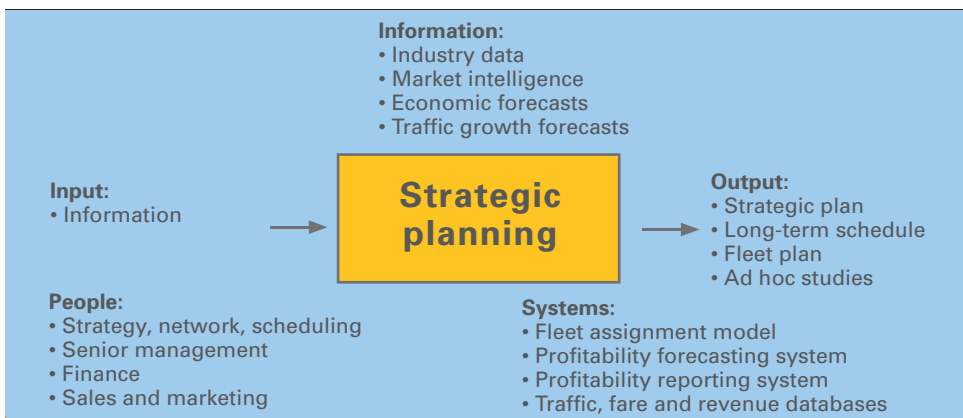 Information:
• Industry data
• Market intelligence
• Economic forecasts
• Traffic growth forecasts
Input:
• Information
Strategic
planning
Output:
• Strategic plan
• Long-term schedule
• Fleet plan
• Ad hoc studies
People:
• Strategy, network, scheduling
• Senior management
• Finance
• Sales and marketing
Systems:
• Fleet assignment model
• Profitability forecasting system
• Profitability reporting system
• Traffic, fare and revenue databases